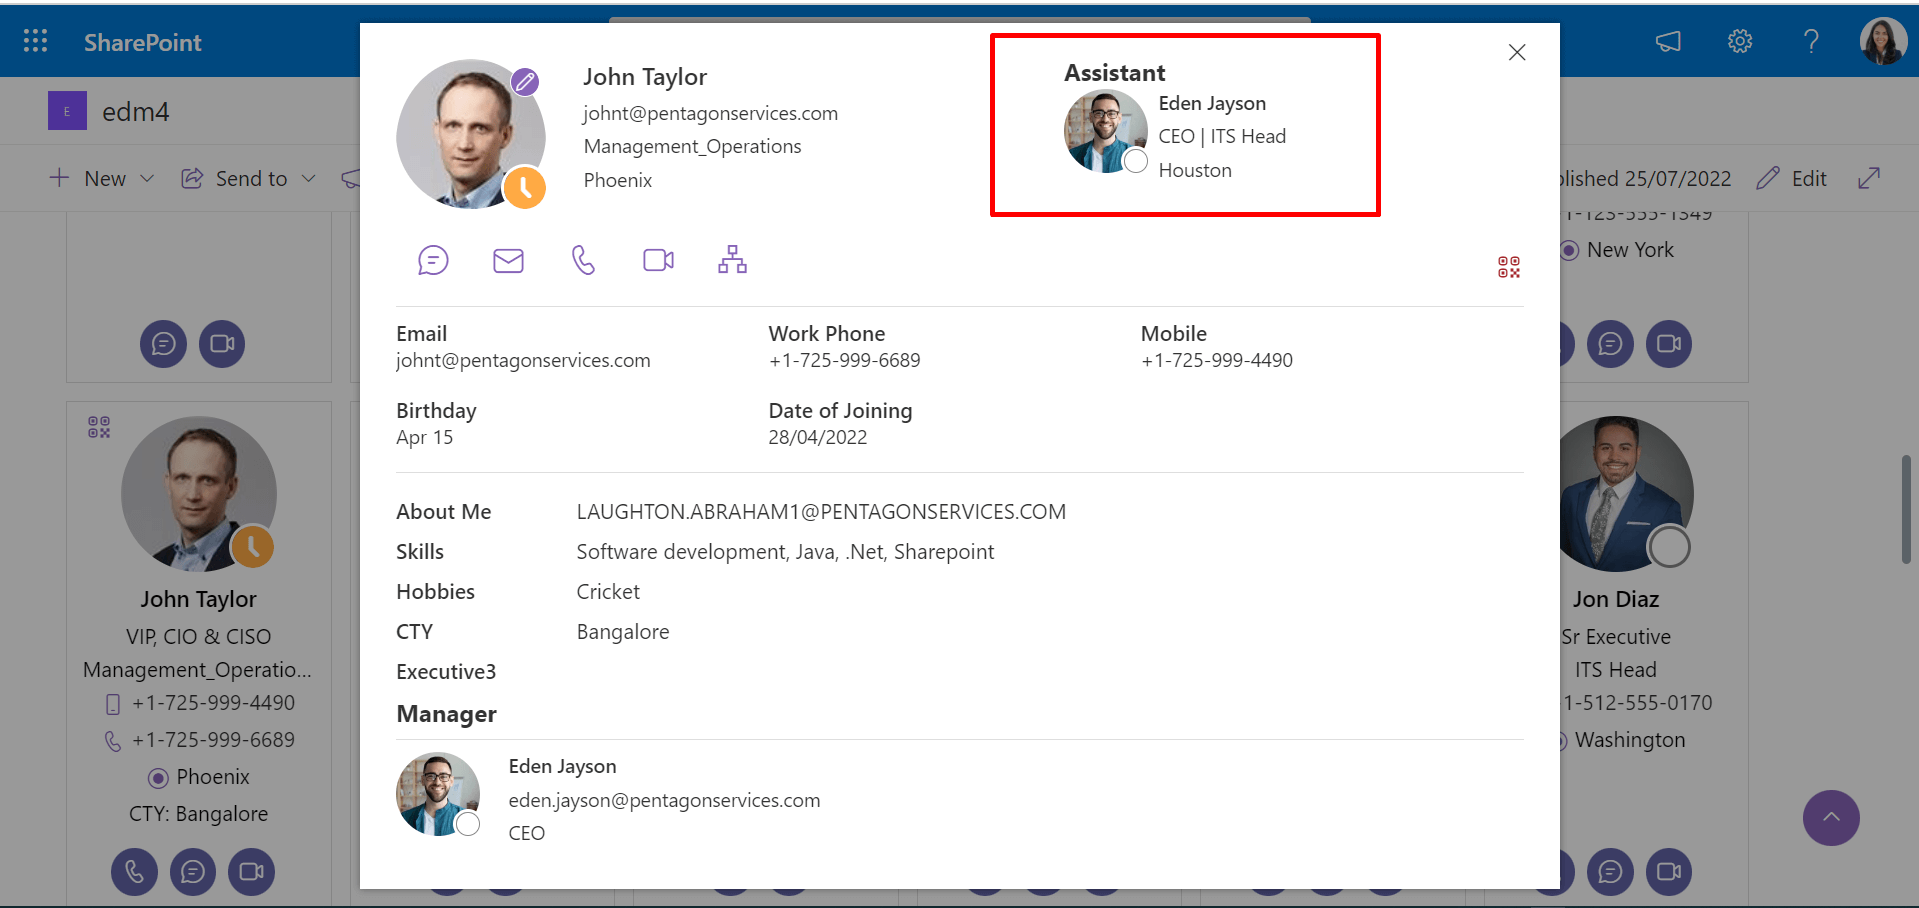 SharePoint
E
edm4
New
Send to
25/07/2022
Edit
John Taylor
johnt@pentagonservices.com
Management_Operations
Phoenix
Assistant
Eden Jayson
CEO | ITS Head
Houston
Email
johnt@pentagonservices.com
Work Phone
+1-725-999-6689
Mobile
+1-725-999-4490
Birthday
Apr 15
Date of Joining
28/04/2022
About Me
LAUGHTON.ABRAHAM1@PENTAGONSERVICES.COM
Skills
Software development, Java, .Net, Sharepoint
Hobbies
Cricket
CTY
Bangalore
Executive3
Manager
Eden Jayson
eden.jayson@pentagonservices.com
CEO
John Taylor
VIP, CIO & CISO
Management_Operatio...
+1-725-999-4490
+1-725-999-6689
Phoenix
CTY: Bangalore
New York
Jon Diaz
Sr Executive
ITS Head
1-512-555-0170
Washington